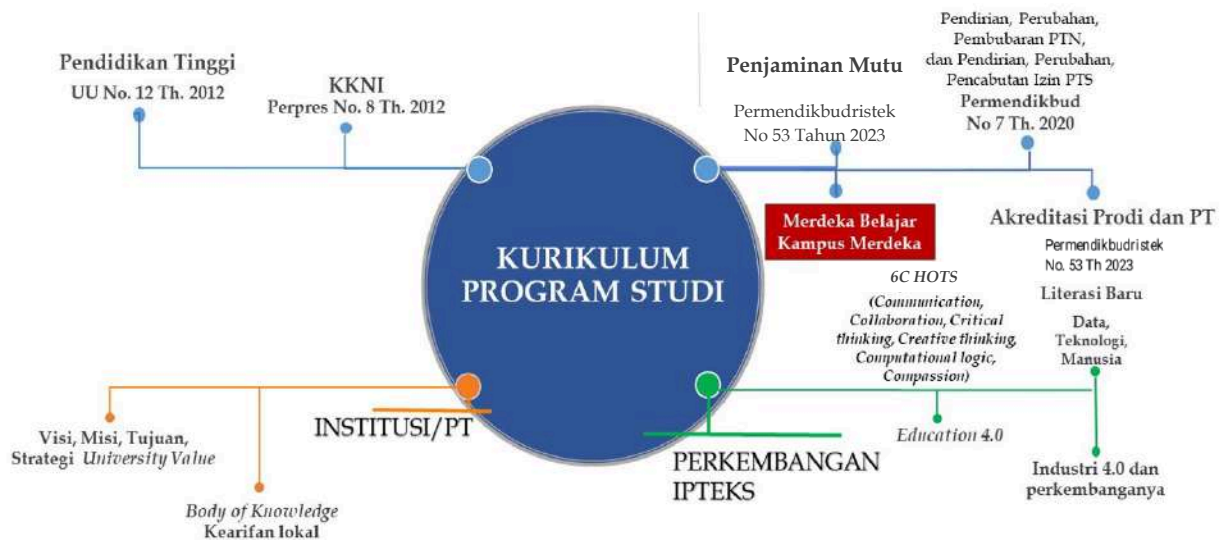 Pendidikan Tinggi
UU No. 12 Th. 2012
KKNI
Perpres No. 8 Th. 2012
Penjaminan Mutu
Permendikbudristek
No 53 Tahun 2023
Pendirian, Perubahan,
Pembubaran PTN,
dan Pendirian, Perubahan,
Pencabutan Izin PTS
Permendikbud
No 7 Th. 2020
Merdeka Belajar
Kampus Merdeka
Akreditasi Prodi dan PT
Permendikbudristek
No. 53 Th 2023
KURIKULUM
PROGRAM STUDI
6C HOTS
(Communication,
Collaboration, Critical
thinking, Creative thinking,
Computational logic,
Compassion)
Literasi Baru
Data,
Teknologi,
Manusia
INSTITUSI/PT
Visi, Misi, Tujuan,
Strategi University Value
Body of Knowledge
Kearifan lokal
PERKEMBANGAN
IPTEKS
Education 4.0
Industri 4.0 dan
perkembanganya